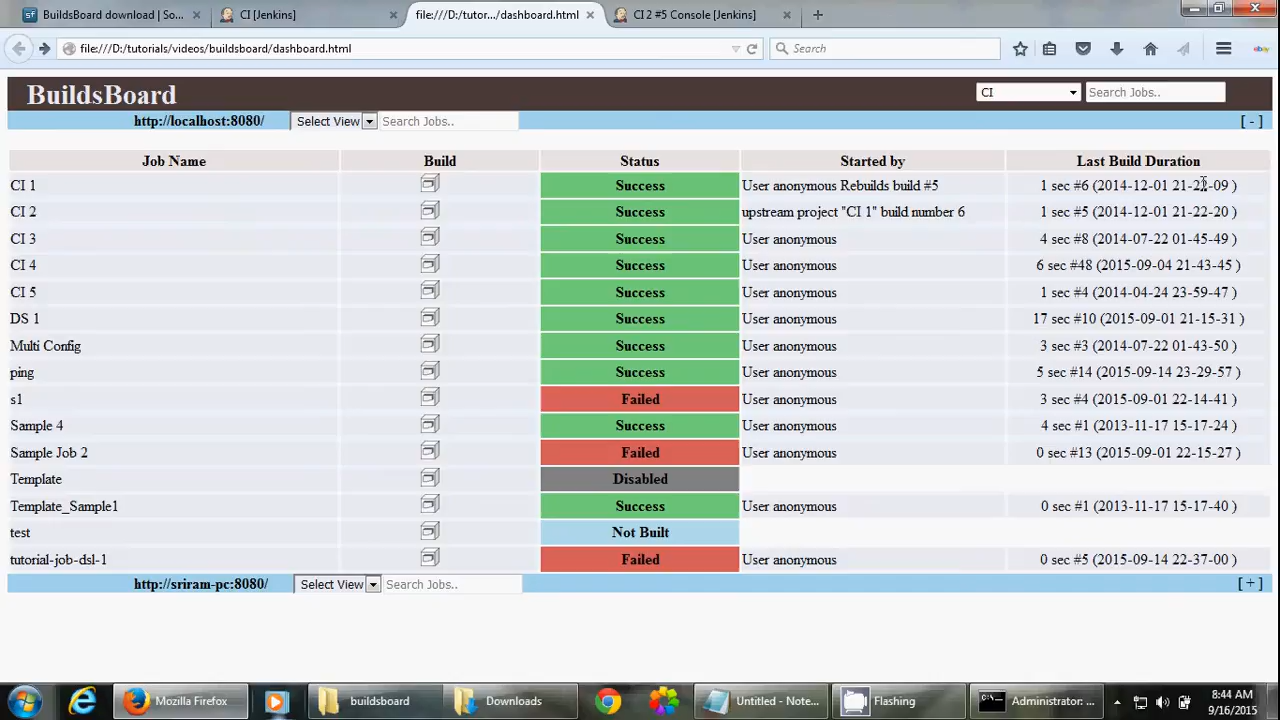 BuildsBoard download | So...
CI [Jenkins]
file:///D:/tutor.../dashboard.html
CI 2 #5 Console [Jenkins]
file:///D:/tutorials/videos/buildsboard/dashboard.html
Search
ebay
BuildsBoard
CI
Search Jobs..
http://localhost:8080/
Select View
Search Jobs..
[ - ]
Job Name Build Status Started by Last Build Duration
CI 1 Success User anonymous Rebuilds build #5 1 sec #6 (2014-12-01 21-22-09 )
CI 2 Success upstream project "CI 1" build number 6 1 sec #5 (2014-12-01 21-22-20 )
CI 3 Success User anonymous 4 sec #8 (2014-07-22 01-45-49 )
CI 4 Success User anonymous 6 sec #48 (2015-09-04 21-43-45 )
CI 5 Success User anonymous 1 sec #4 (2014-04-24 23-59-47 )
DS 1 Success User anonymous 17 sec #10 (2015-09-01 21-15-31 )
Multi Config Success User anonymous 3 sec #3 (2014-07-22 01-43-50 )
ping Success User anonymous 5 sec #14 (2015-09-14 23-29-57 )
s1 Failed User anonymous 3 sec #4 (2015-09-01 22-14-41 )
Sample 4 Success User anonymous 4 sec #1 (2013-11-17 15-17-24 )
Sample Job 2 Failed User anonymous 0 sec #13 (2015-09-01 22-15-27 )
Template Disabled
Template_Sample1 Success User anonymous 0 sec #1 (2013-11-17 15-17-40 )
test Not Built
tutorial-job-dsl-1 Failed User anonymous 0 sec #5 (2015-09-14 22-37-00 )
http://sriram-pc:8080/
Select View
Search Jobs..
[ + ]
Mozilla Firefox
buildsboard
Downloads
Untitled - Note...
Flashing
Administrator: ...
8:44 AM
9/16/2015